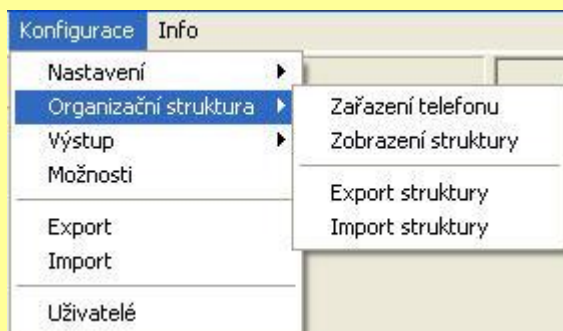 Konfigurace Info
Nastavení
Organizační struktura
Výstup
Možnosti
Export
Import
Uživatelé
Zařazení telefonu
Zobrazení struktury
Export struktury
Import struktury